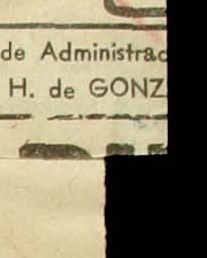 de Administrac
H. de GONZ